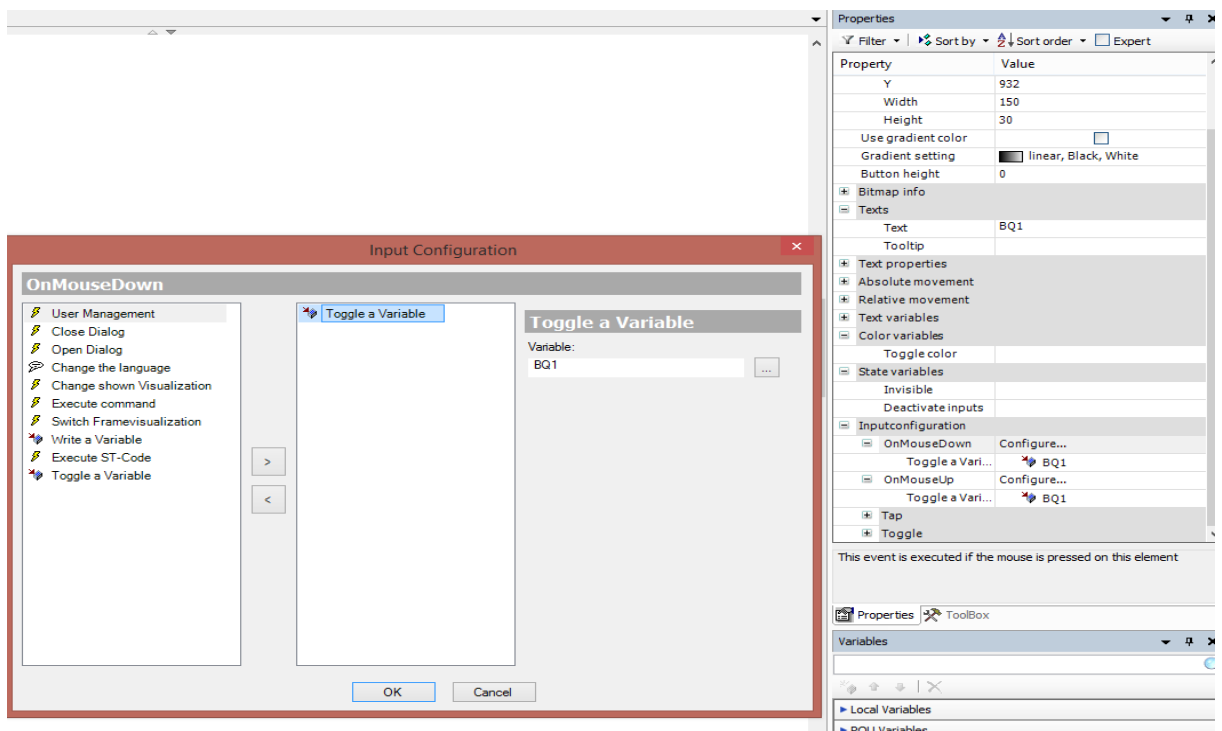 Properties
Filter Sort by Sort order Expert
Property Value
Y 932
Width 150
Height 30
Use gradient color
Gradient setting linear, Black, White
Button height 0
Bitmap info
Texts
Text BQ1
Tooltip
Text properties
Absolute movement
Relative movement
Text variables
Color variables
Toggle color
State variables
Invisible
Deactivate inputs
Inputconfiguration
OnMouseDown Configure...
Toggle a Vari... BQ1
OnMouseUp Configure...
Toggle a Vari... BQ1
Tap
Toggle
This event is executed if the mouse is pressed on this element
Properties ToolBox
Variables
Local Variables
POU Variables
Input Configuration
OnMouseDown
User Management
Close Dialog
Open Dialog
Change the language
Change shown Visualization
Execute command
Switch Framevisualization
Write a Variable
Execute ST-Code
Toggle a Variable
>
<
Toggle a Variable
Toggle a Variable
Variable:
BQ1
...
OK Cancel